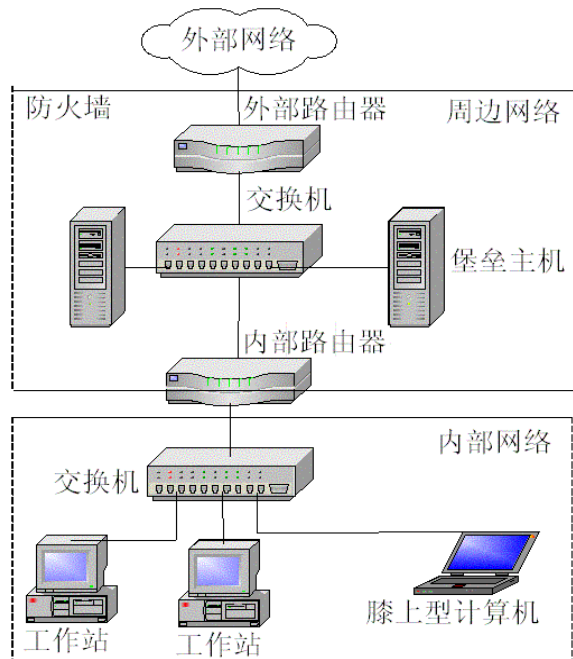 外部网络
防火墙
外部路由器
周边网络
交换机
堡垒主机
内部路由器
内部网络
交换机
工作站
工作站
膝上型计算机